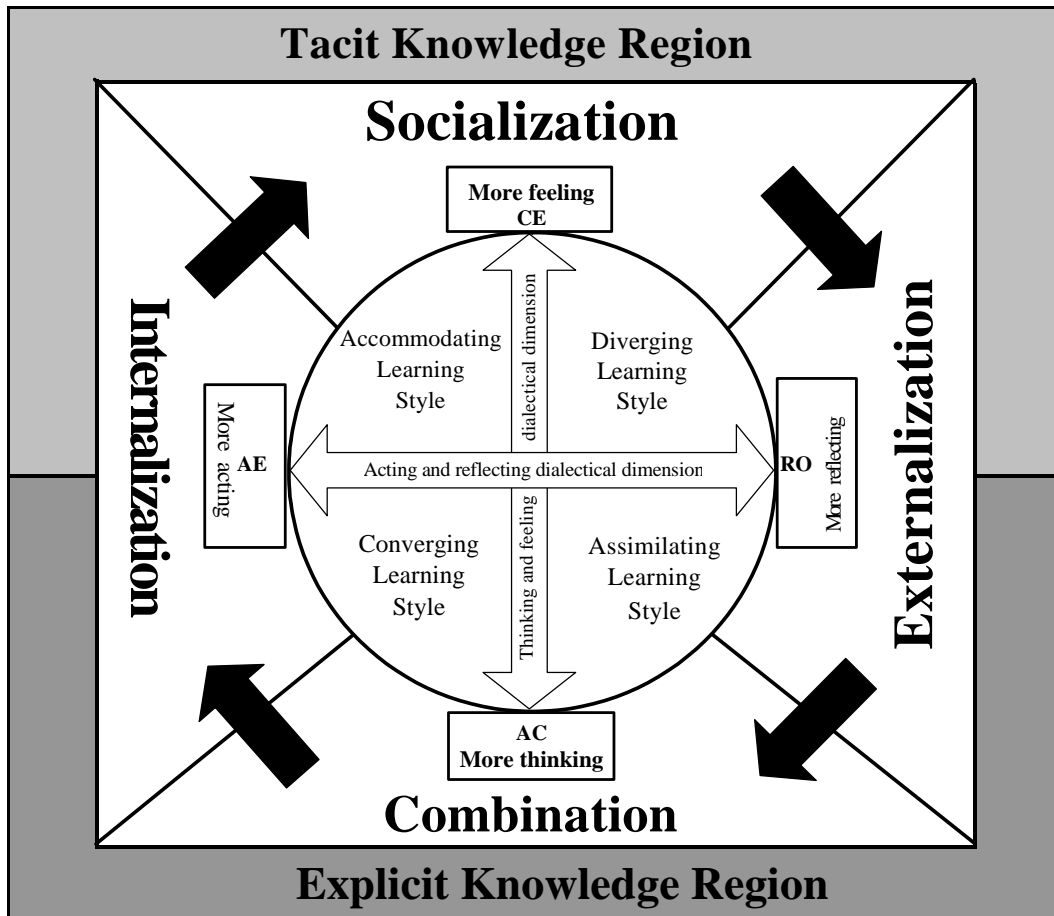 Tacit Knowledge Region
Socialization
More feeling
CE
Internalization
Externalization
Accommodating
Learning
Style
Diverging
Learning
Style
dialectical dimension
More acting
AE
Acting and reflecting dialectical dimension
RO
More reflecting
Converging
Learning
Style
Thinking and feeling
Assimilating
Learning
Style
AC
More thinking
Combination
Explicit Knowledge Region